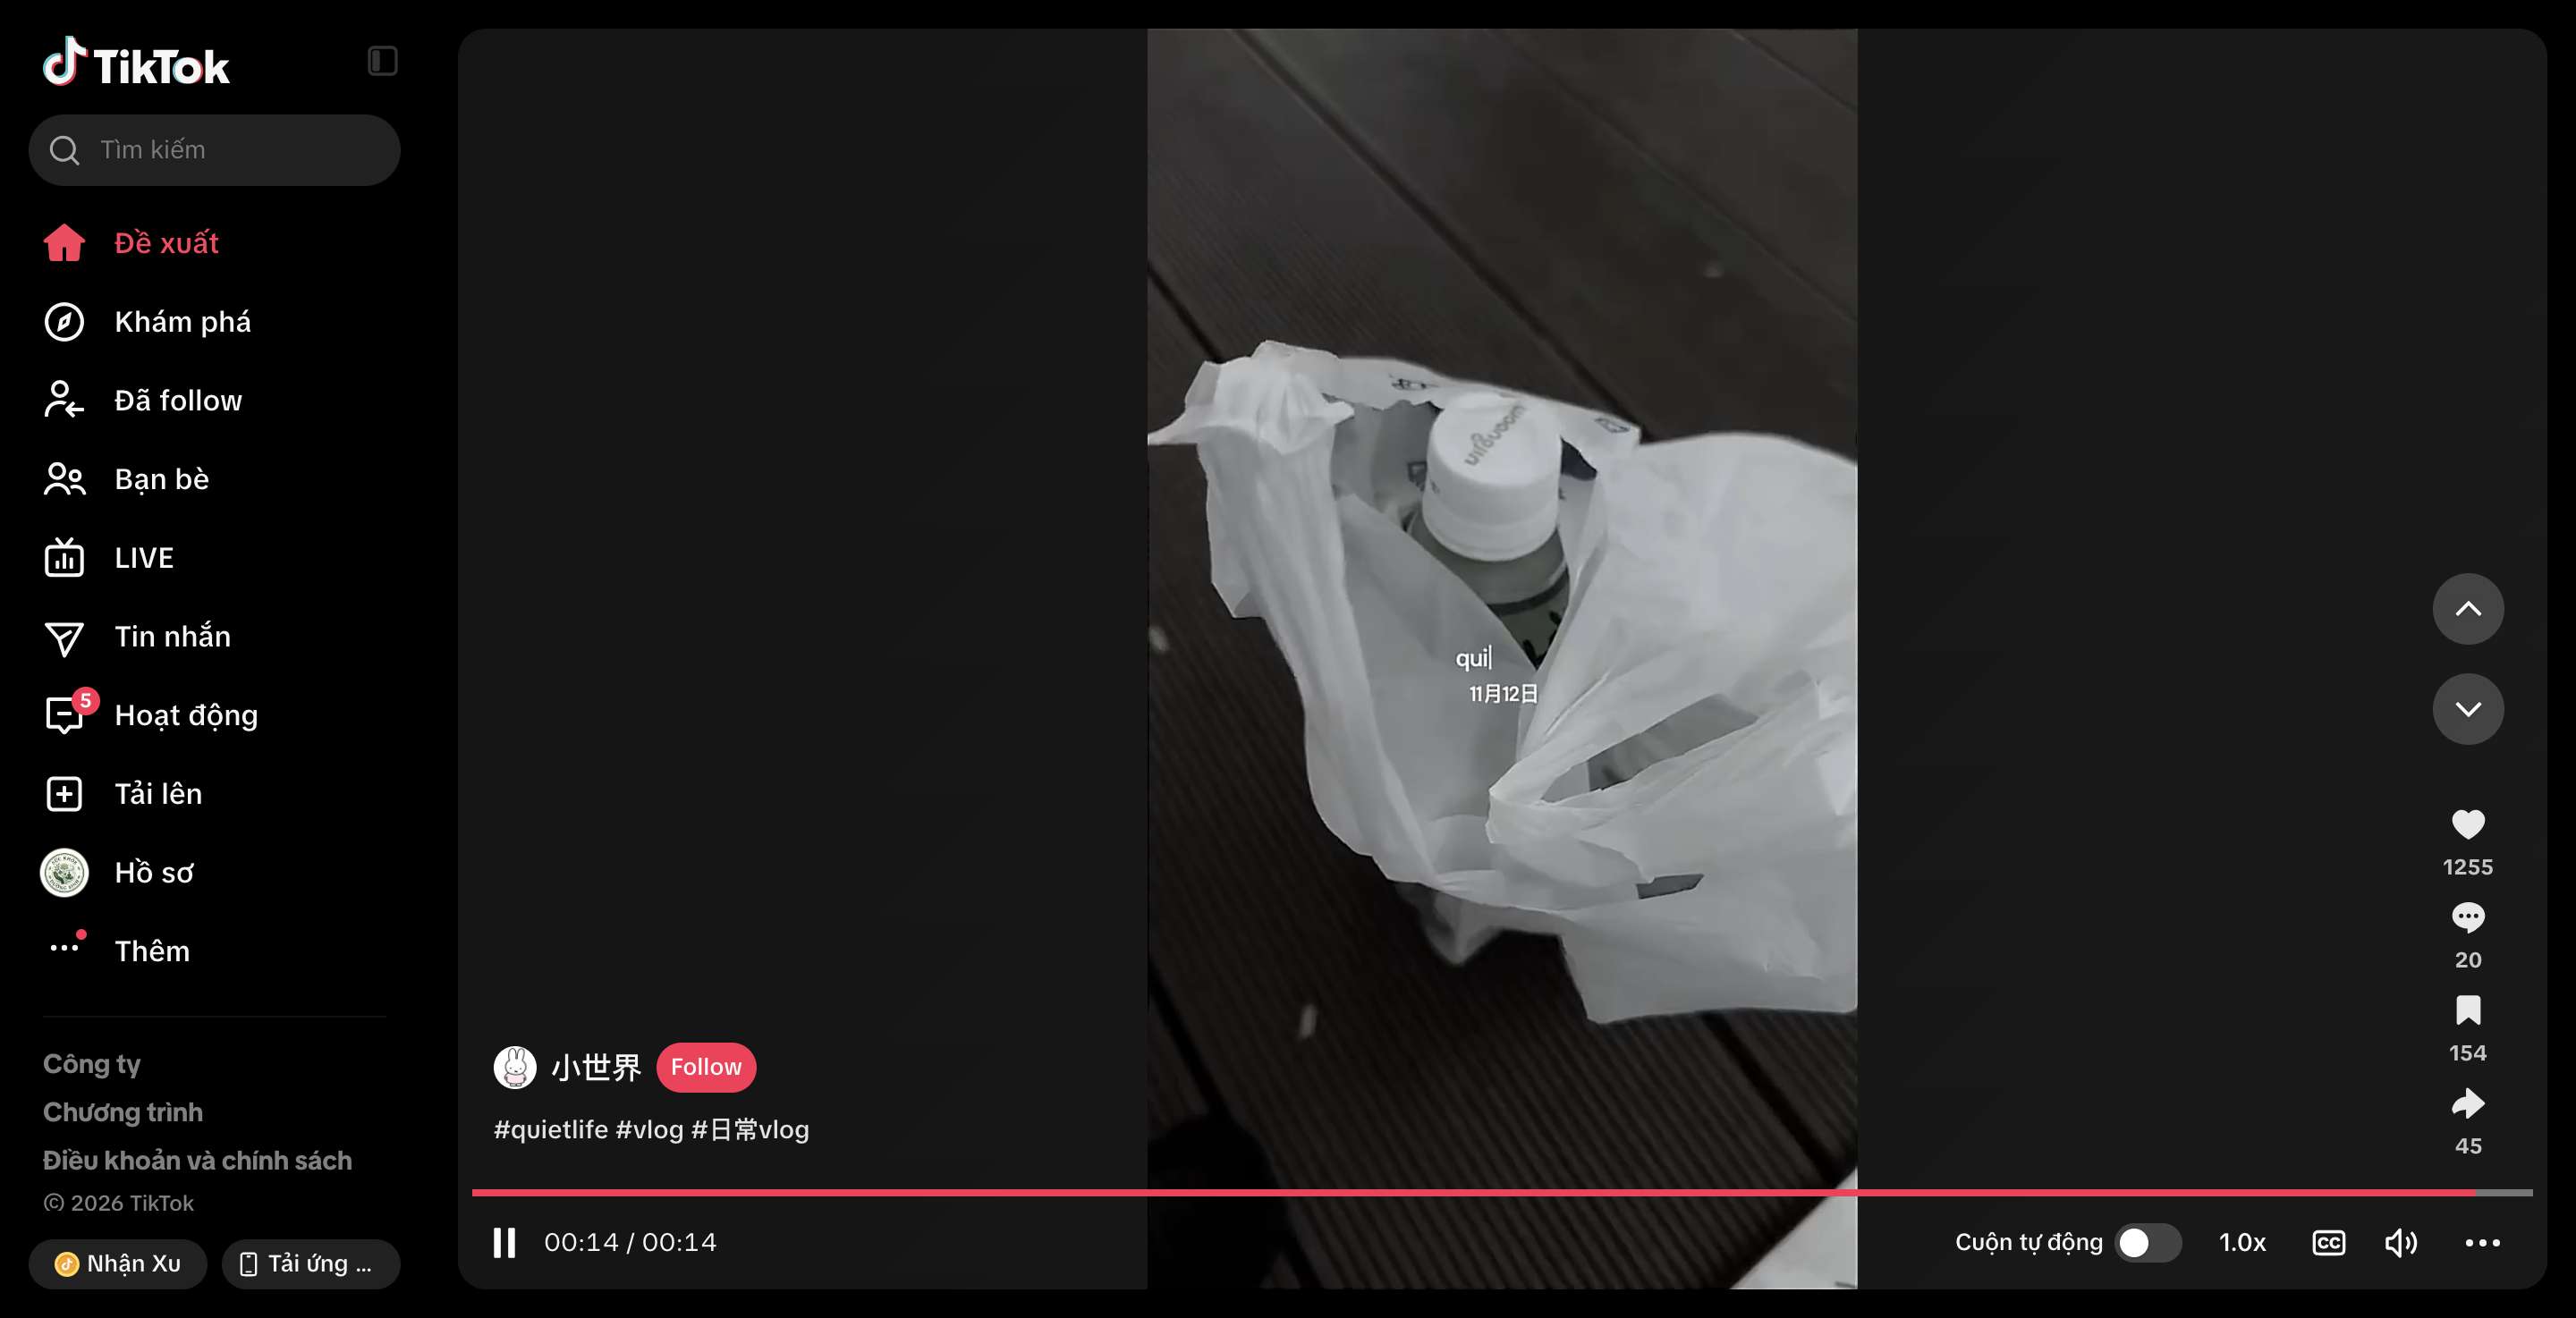 TikTok
Tìm kiếm
Đề xuất
Khám phá
Đã follow
Bạn bè
LIVE
Tin nhắn
5
Hoạt động
Tải lên
Hồ sơ
Thêm
Công ty
Chương trình
Điều khoản và chính sách
© 2026 TikTok
Nhận Xu
Tải ứng ...
qui
11月12日
小世界
Follow
#quietlife #vlog #日常vlog
00:14 / 00:14
1255
20
154
45
Cuộn tự động
1.0x
CC